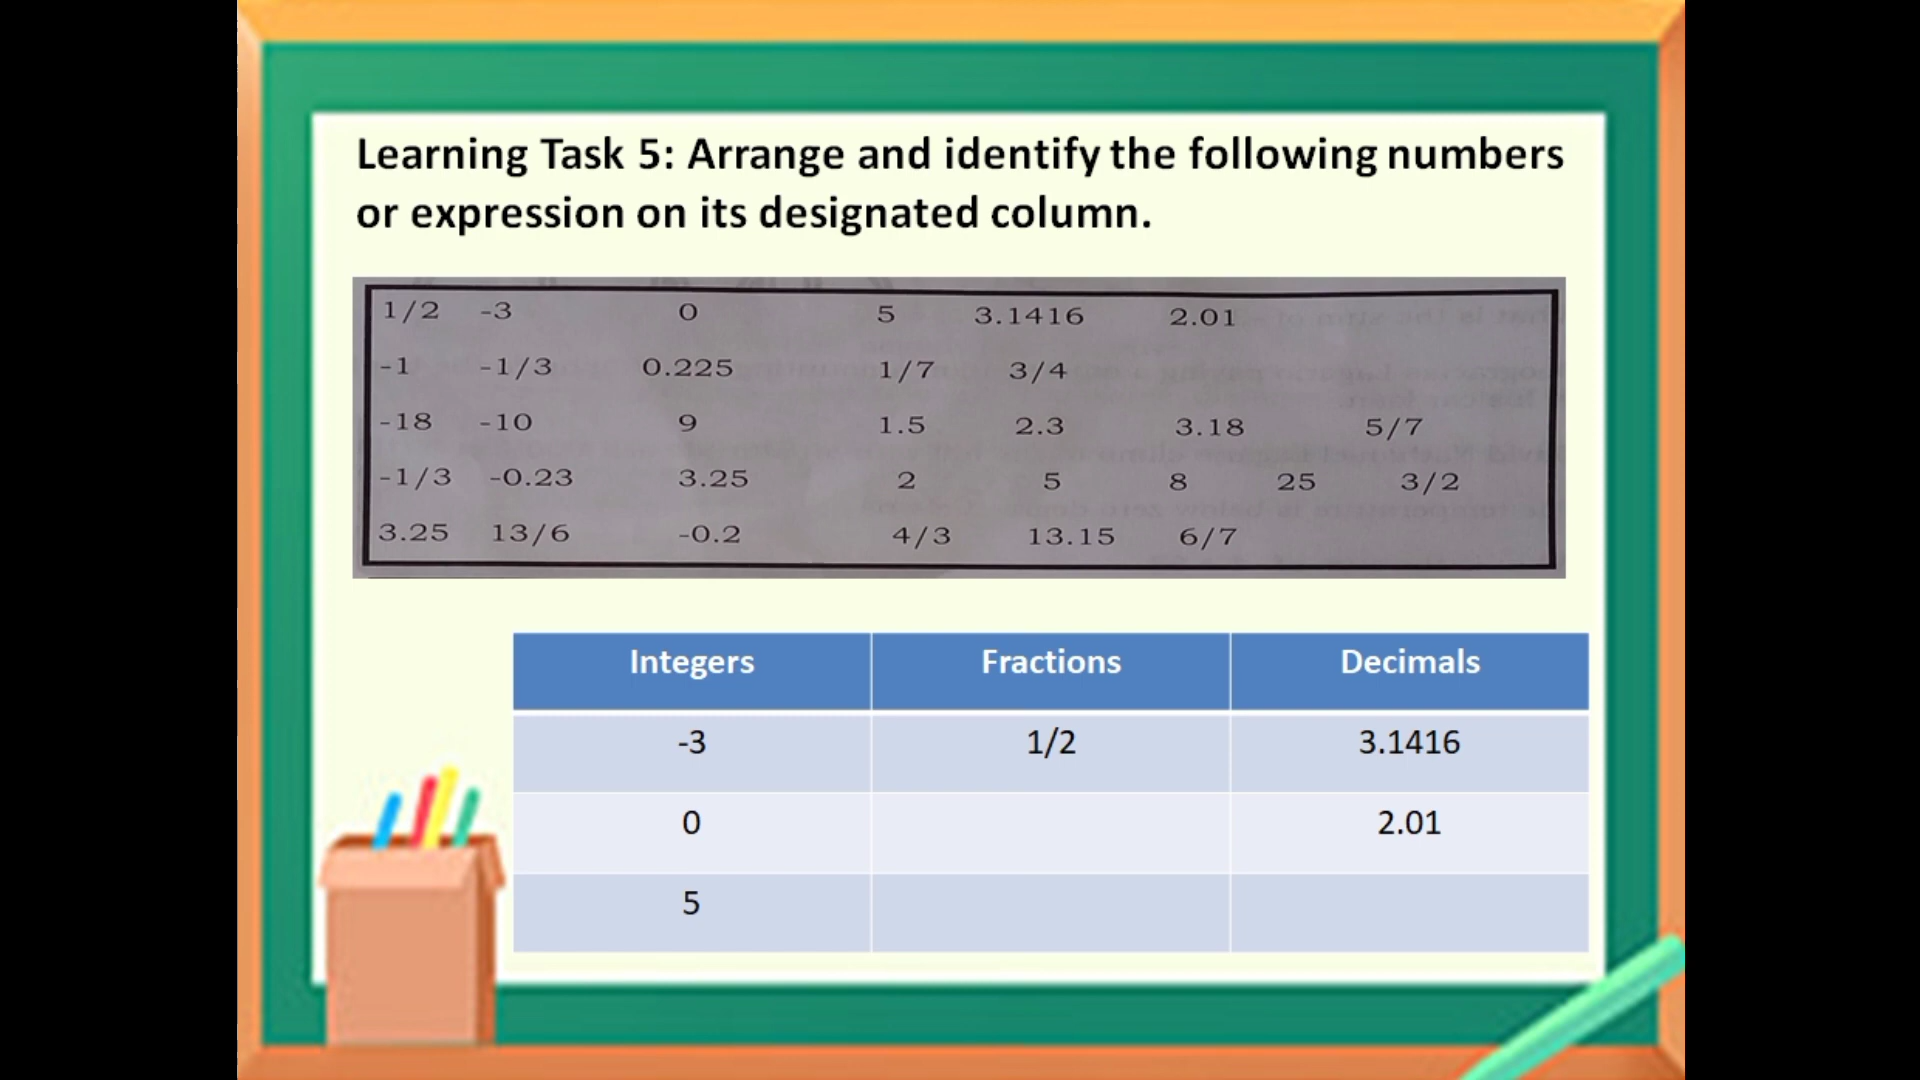 Learning Task 5: Arrange and identify the following numbers
or expression on its designated column.
1/2 -3 0 5 3.1416 2.01
-1 -1/3 0.225 1/7 3/4
-18 -10 9 1.5 2.3 3.18 5/7
-1/3 -0.23 3.25 2 5 8 25 3/2
3.25 13/6 -0.2 4/3 13.15 6/7
Integers Fractions Decimals
-3 1/2 3.1416
0 2.01
5